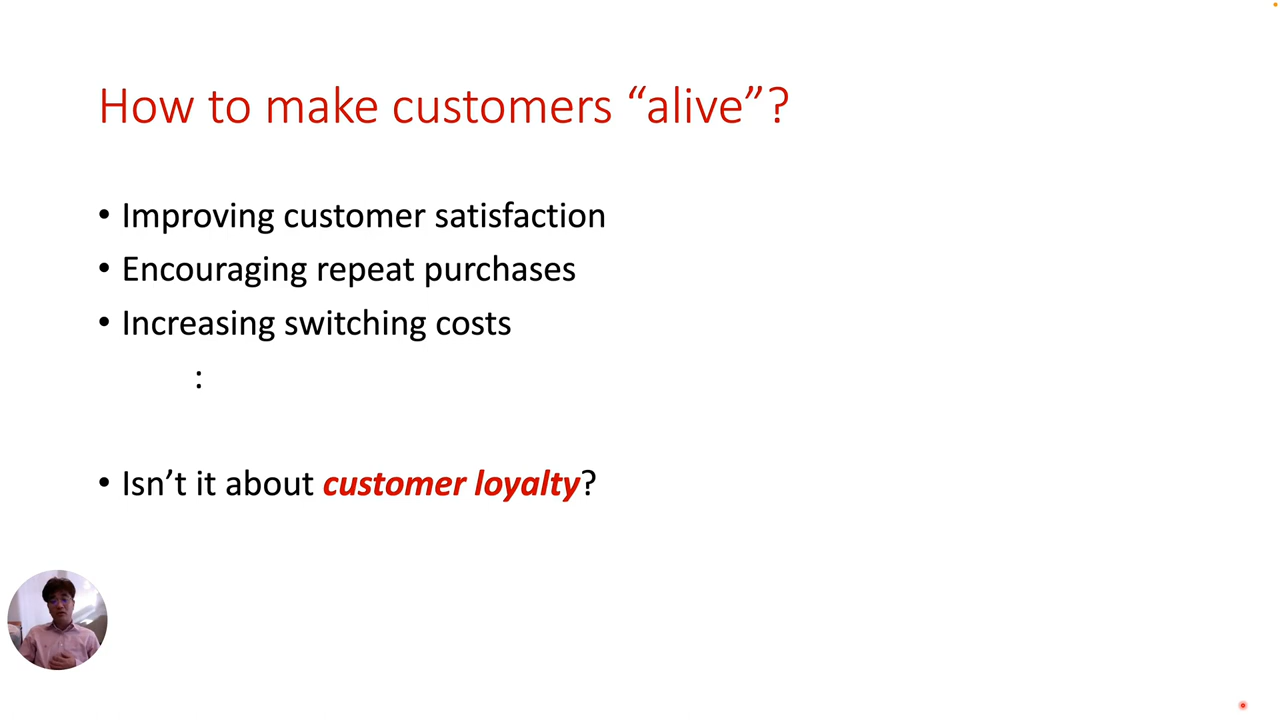 How to make customers “alive”?
• Improving customer satisfaction
• Encouraging repeat purchases
• Increasing switching costs
:
• Isn’t it about customer loyalty?